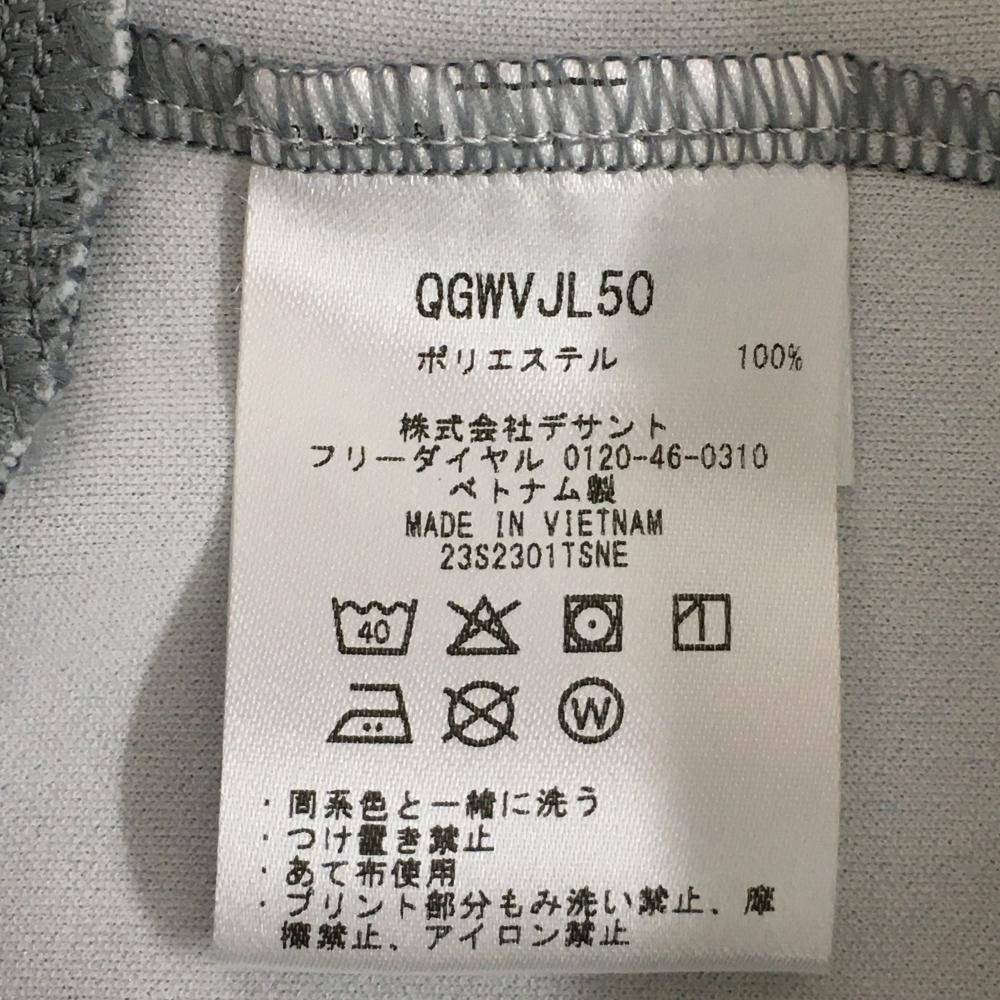 QGWVJL50
ポリエステル 100%
株式会社デサント
フリーダイヤル 0120-46-0310
ベトナム製
MADE IN VIETNAM
23S2301TSNE
40
W
・同系色と一緒に洗う
・つけ置き禁止
・あて布使用
・プリント部分もみ洗い禁止、摩
擦禁止、アイロン禁止